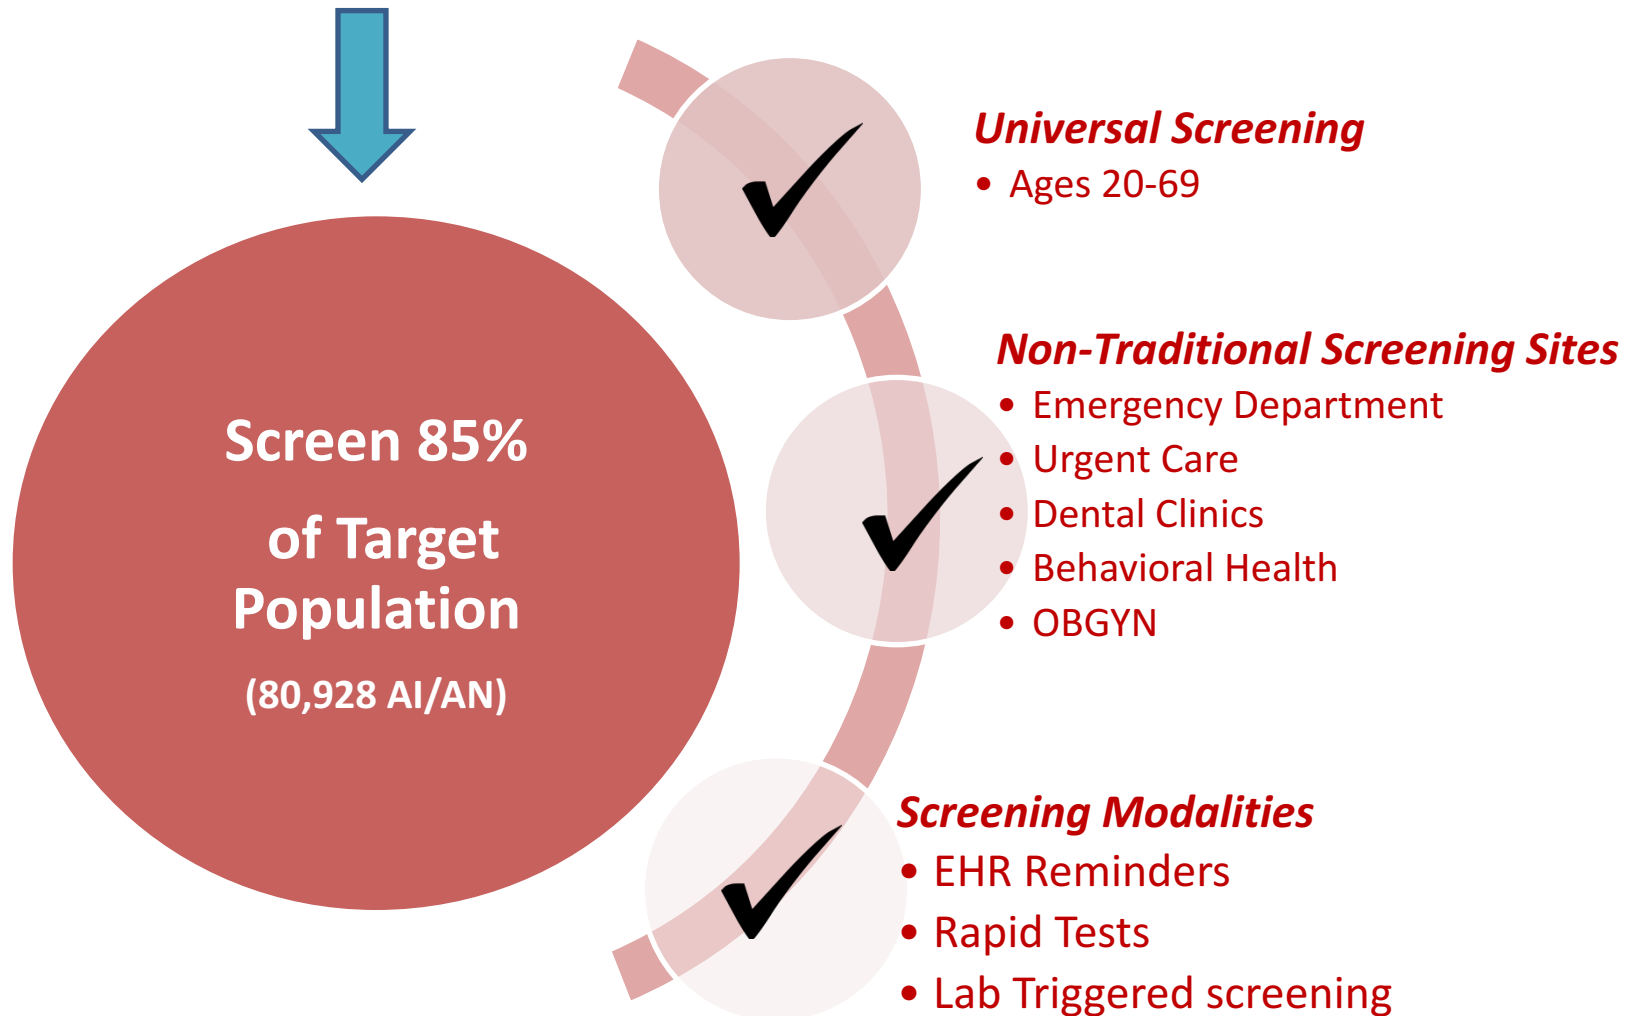 Screen 85%
of Target
Population
(80,928 AI/AN)
Universal Screening
• Ages 20-69
Non-Traditional Screening Sites
• Emergency Department
• Urgent Care
• Dental Clinics
• Behavioral Health
• OBGYN
Screening Modalities
• EHR Reminders
• Rapid Tests
• Lab Triggered screening